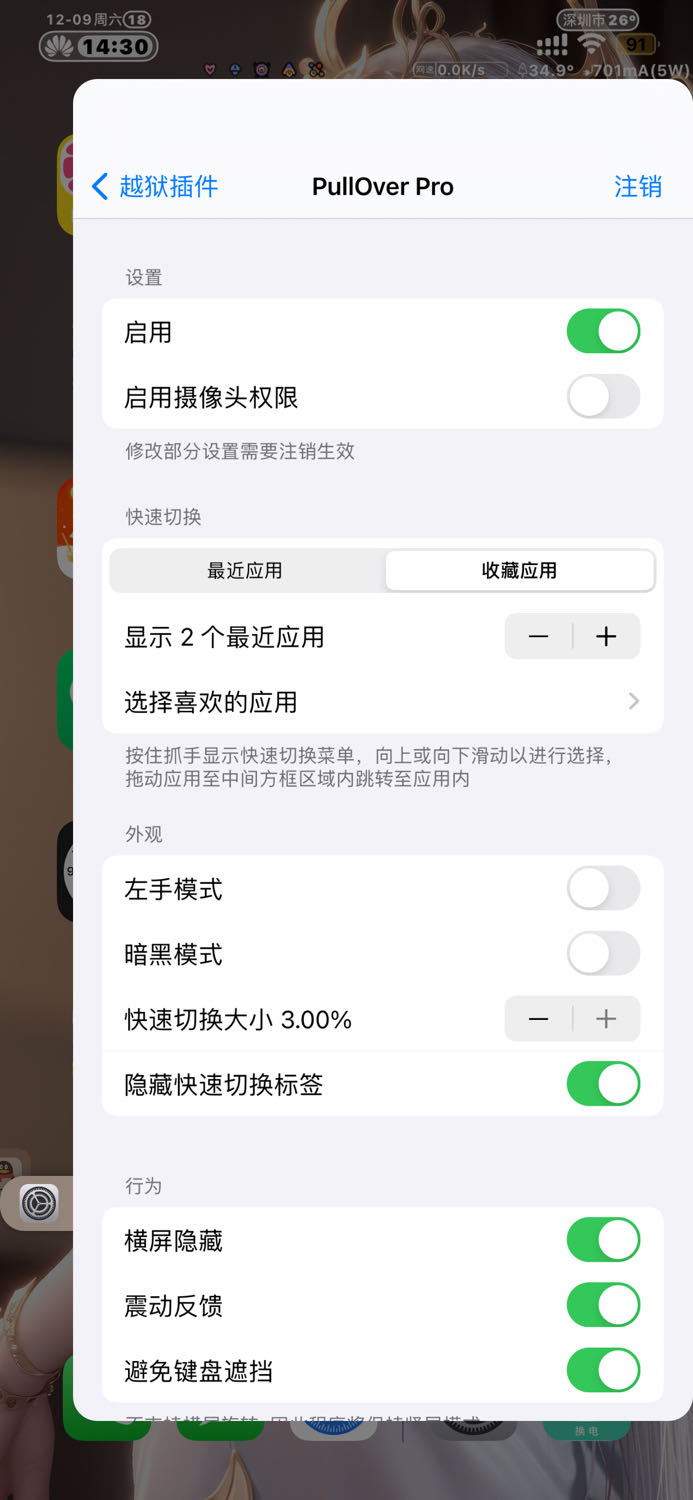 12-09周六18
深圳市26°
14:30
91
网速0.0K/s
34.9°
701mA(5W)
越狱插件
PullOver Pro
注销
设置
启用
启用摄像头权限
修改部分设置需要注销生效
快速切换
最近应用
收藏应用
显示 2 个最近应用
选择喜欢的应用
按住抓手显示快速切换菜单，向上或向下滑动以进行选择，
拖动应用至中间方框区域内跳转至应用内
外观
左手模式
暗黑模式
快速切换大小 3.00%
隐藏快速切换标签
行为
横屏隐藏
震动反馈
避免键盘遮挡
换电